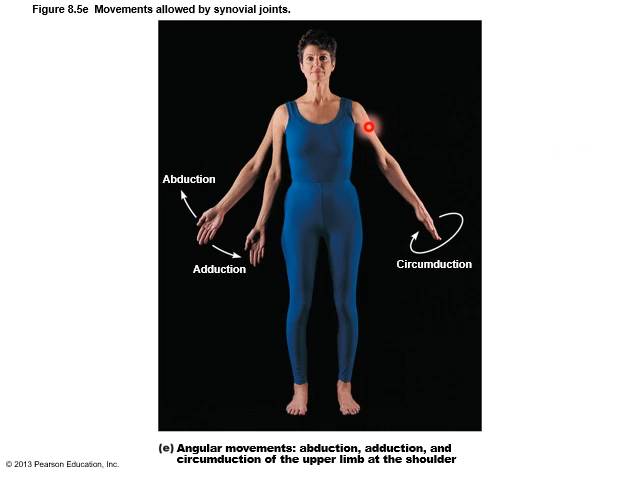 Figure 8.5e  Movements allowed by synovial joints.
Abduction
Adduction
Circumduction
(e) Angular movements: abduction, adduction, and
circumduction of the upper limb at the shoulder
© 2013 Pearson Education, Inc.